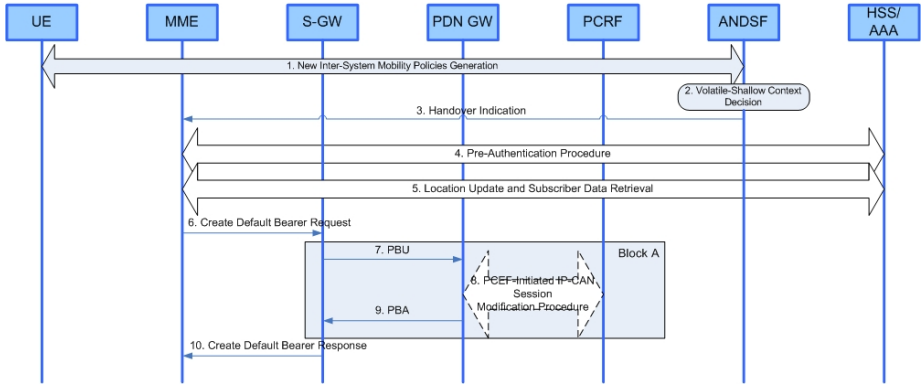 UE
MME
S-GW
PDN GW
PCRF
ANDSF
HSS/
AAA
1. New Inter-System Mobility Policies Generation
2. Volatile-Shallow Context
Decision
3. Handover Indication
4. Pre-Authentication Procedure
5. Location Update and Subscriber Data Retrieval
6. Create Default Bearer Request
7. PBU
Block A
8. PCEF-Initiated IP-CAN
Session
Modification Procedure
9. PBA
10. Create Default Bearer Response